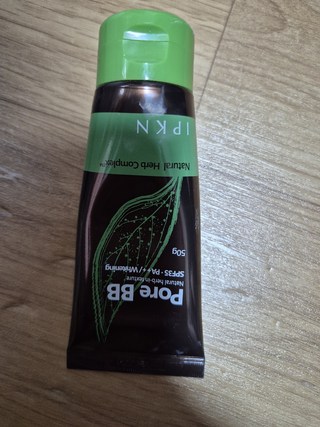 Pore BB
Natural herb-in texture
SPF35·PA++/Whitening
50g
Natural Herb Complex™
IPKN